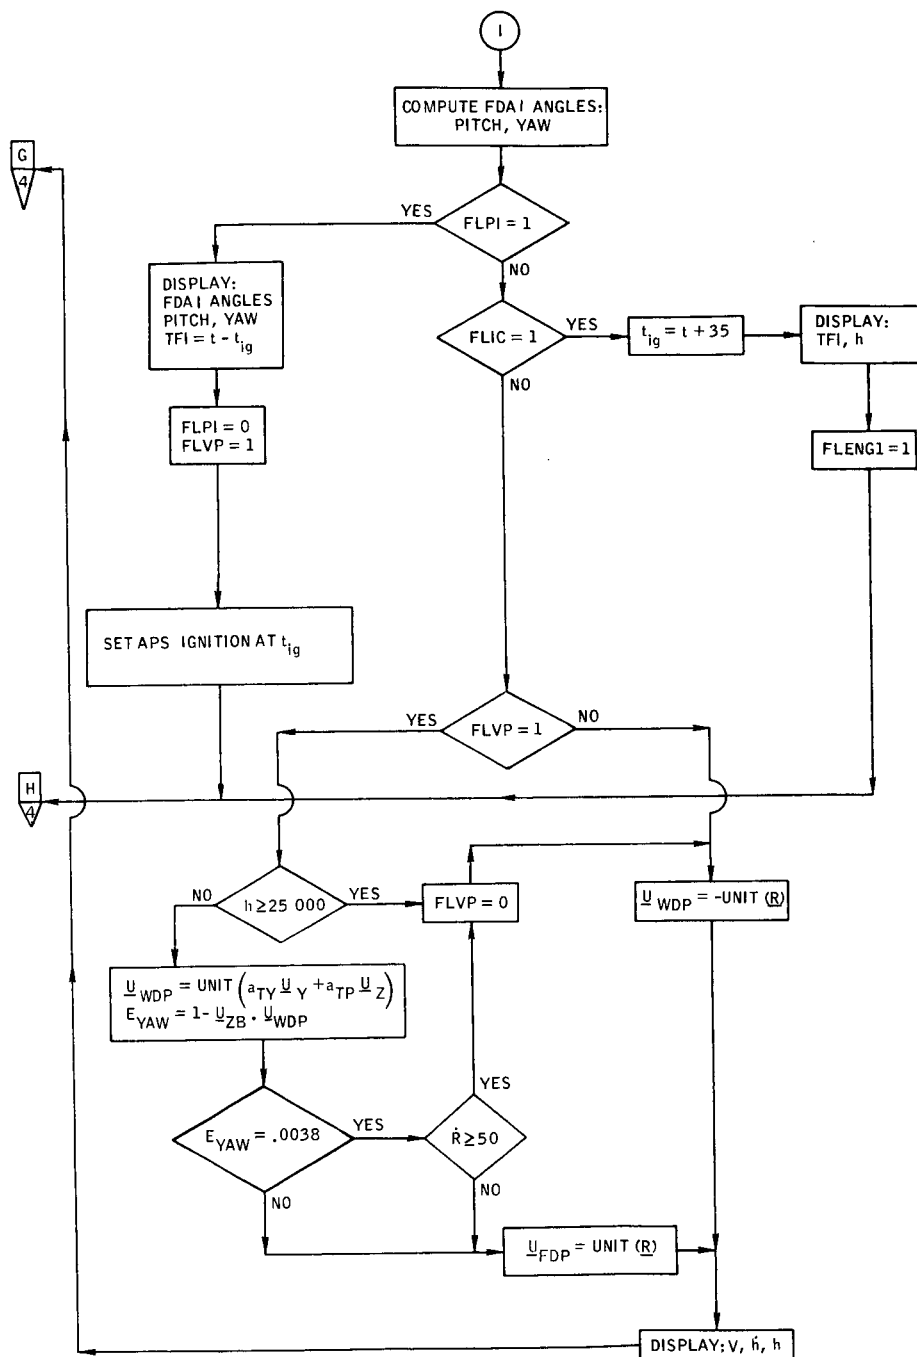 I
COMPUTE FDAI ANGLES:
PITCH, YAW
G
4
YES
FLPI = 1
NO
DISPLAY:
FDAI ANGLES
PITCH, YAW
TFI = t - t_ig
FLIC = 1
YES
t_ig = t + 35
DISPLAY:
TFI, h
NO
FLPI = 0
FLVP = 1
FLENG1 = 1
SET APS IGNITION AT t_ig
YES
FLVP = 1
NO
H
4
NO
h ≥ 25 000
YES
FLVP = 0
U_WDP = -UNIT (R)
U_WDP = UNIT (a_TY U_Y + a_TP U_Z)
E_YAW = 1 - U_ZB . U_WDP
YES
E_YAW = .0038
YES
Ṙ ≥ 50
NO
NO
U_FDP = UNIT (R)
DISPLAY: V, ḣ, h